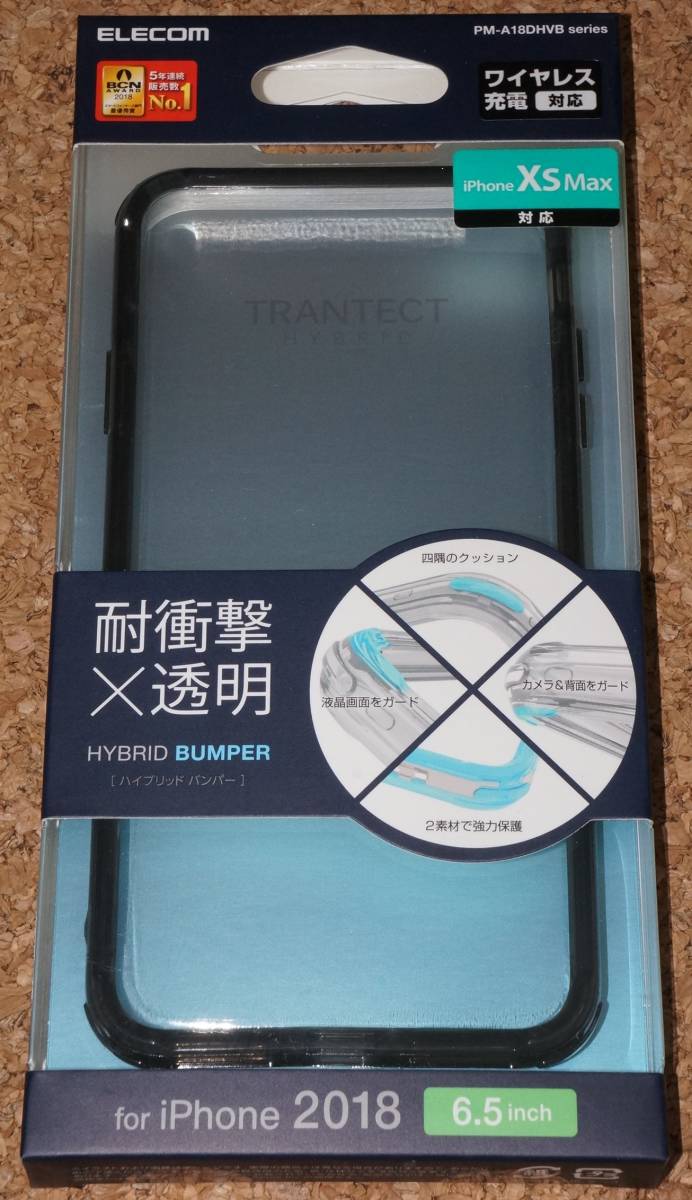 ELECOM
PM-A18DHVB series
BCN
AWARD
2018
最優秀賞
5年連続
販売数
No.1
ワイヤレス
充電 対応
iPhone XS Max
対応
TRANTECT
HYBRID
耐衝撃
×透明
HYBRID BUMPER
[ ハイブリッド バンパー ]
四隅のクッション
液晶画面をガード
カメラ&背面をガード
2素材で強力保護
for iPhone 2018 6.5 inch